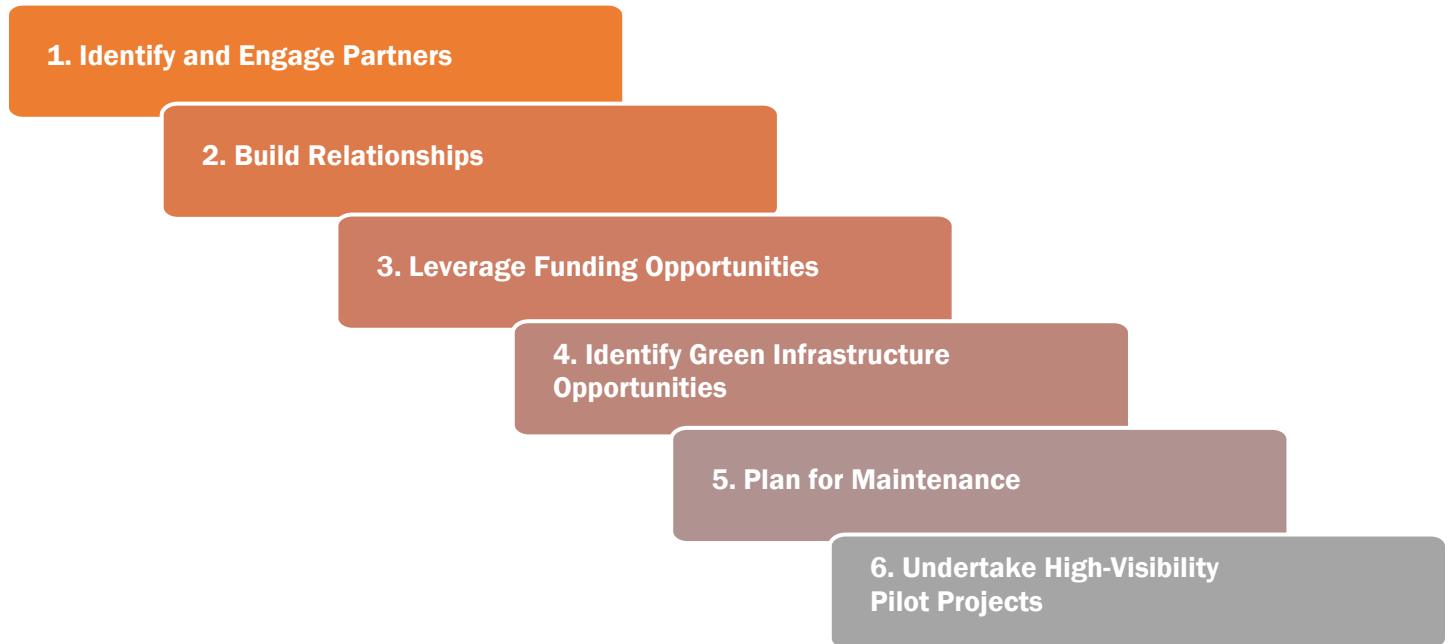 1. Identify and Engage Partners
2. Build Relationships
3. Leverage Funding Opportunities
4. Identify Green Infrastructure
Opportunities
5. Plan for Maintenance
6. Undertake High-Visibility
Pilot Projects